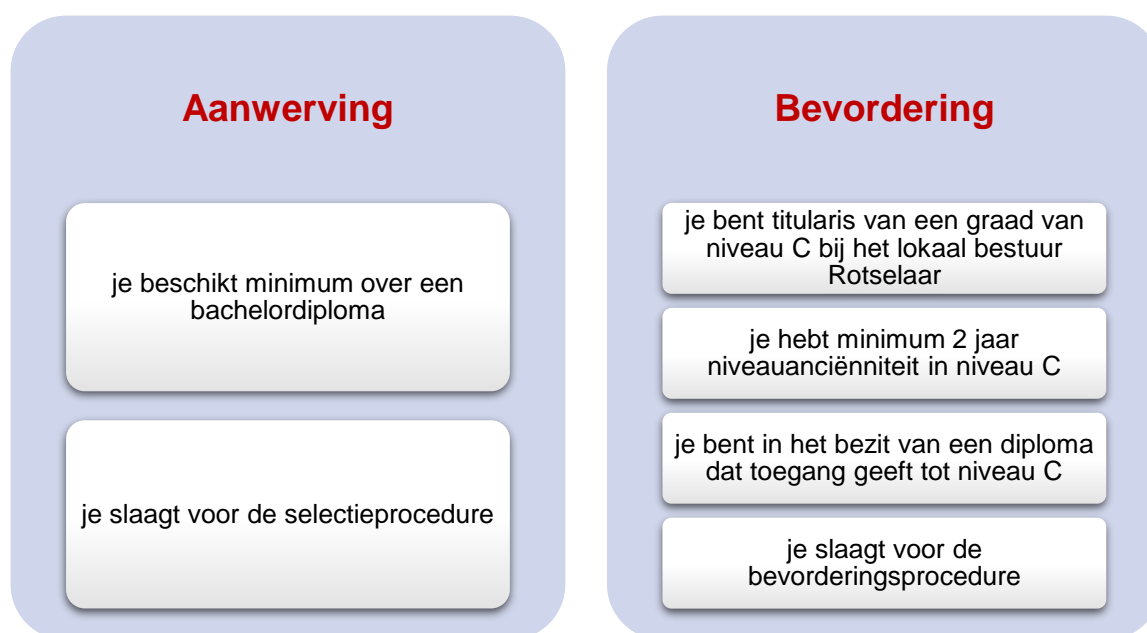 Aanwerving
je beschikt minimum over een
bachelordiploma
je slaagt voor de selectieprocedure
Bevordering
je bent titularis van een graad van
niveau C bij het lokaal bestuur
Rotselaar
je hebt minimum 2 jaar
niveauanciënniteit in niveau C
je bent in het bezit van een diploma
dat toegang geeft tot niveau C
je slaagt voor de
bevorderingsprocedure